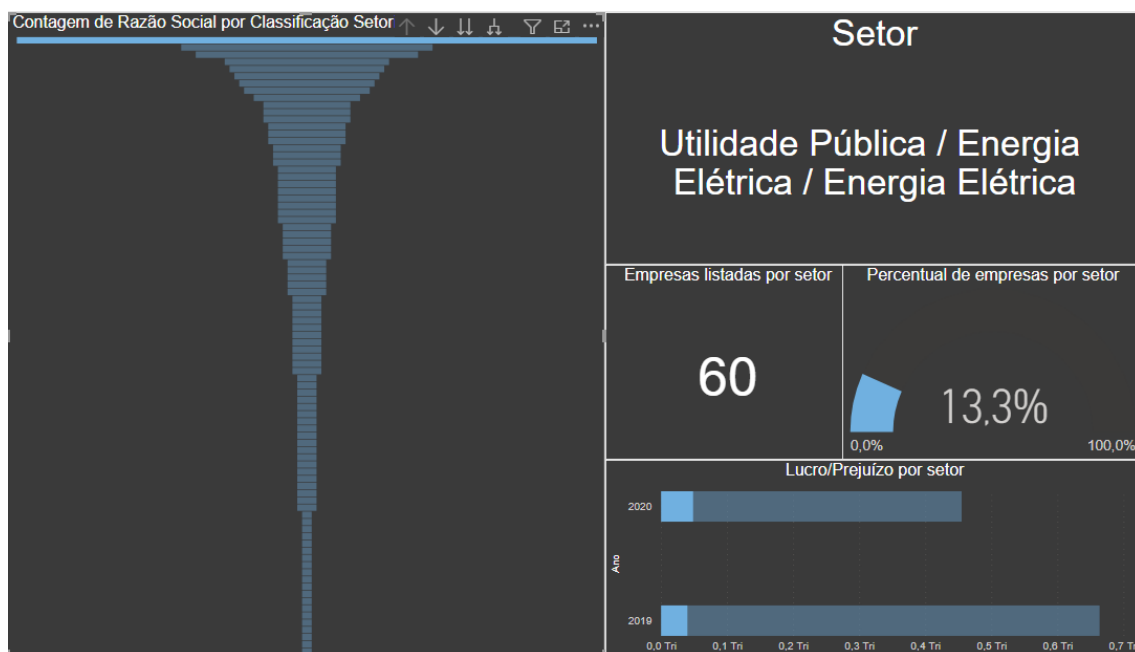 Contagem de Razão Social por Classificação Setor
Setor
Utilidade Pública / Energia
Elétrica / Energia Elétrica
Empresas listadas por setor
60
Percentual de empresas por setor
13,3%
0,0%
100,0%
Lucro/Prejuízo por setor
Ano
2020
2019
0,0 Tri
0,1 Tri
0,2 Tri
0,3 Tri
0,4 Tri
0,5 Tri
0,6 Tri
0,7 Tri